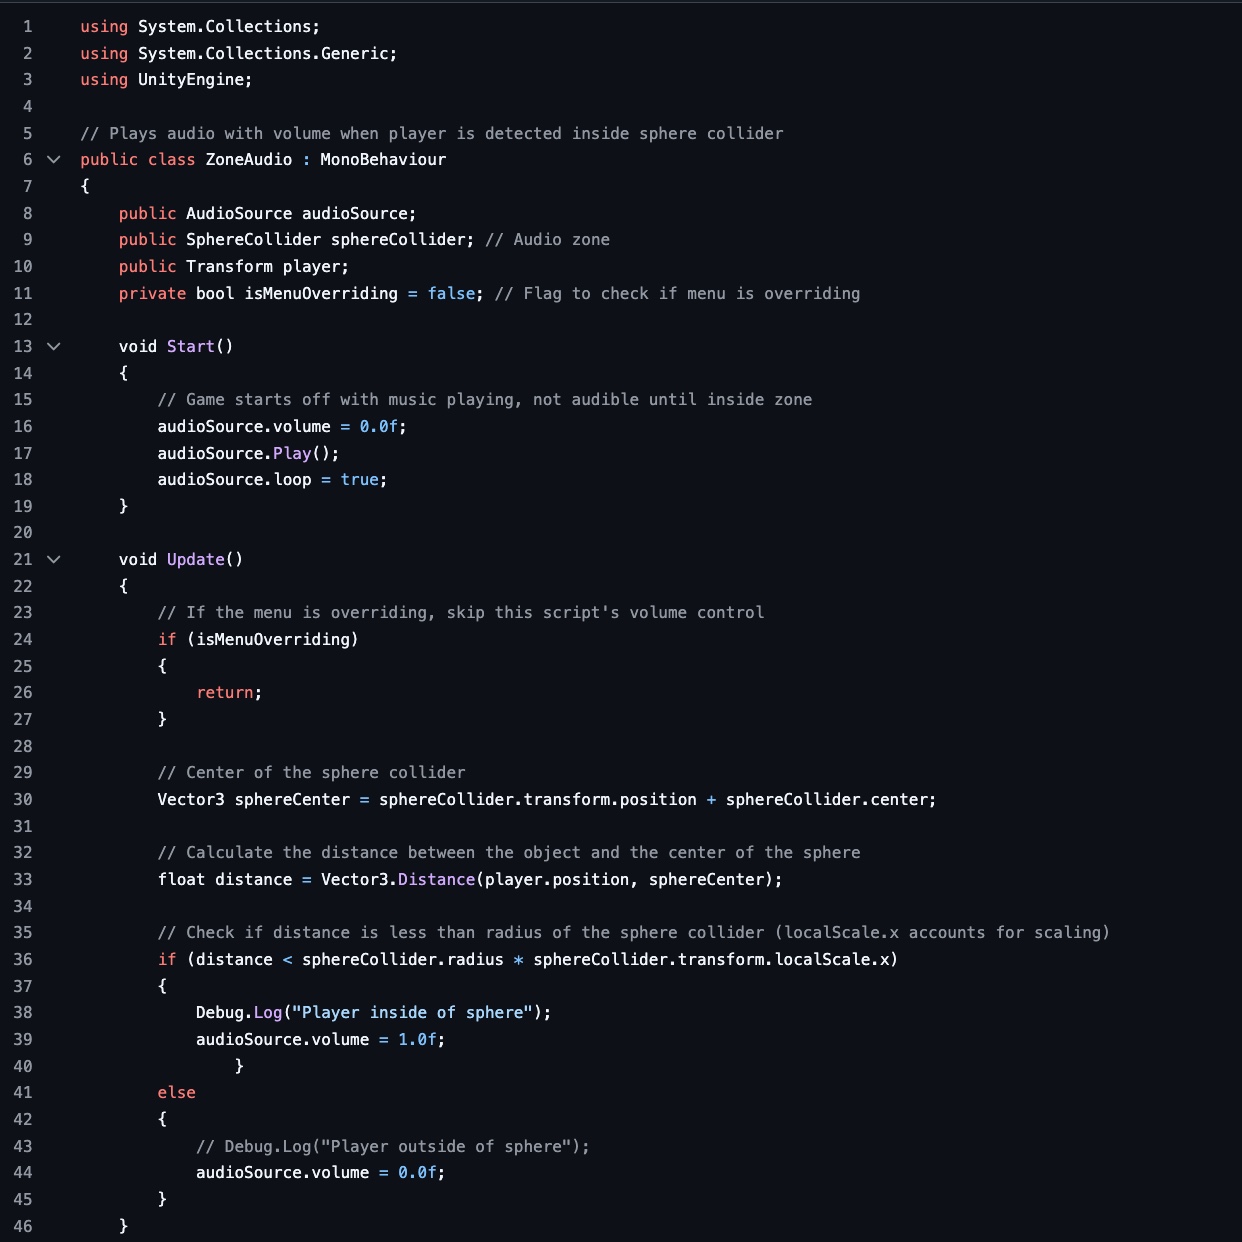 1 using System.Collections;
2 using System.Collections.Generic;
3 using UnityEngine;
4
5 // Plays audio with volume when player is detected inside sphere collider
6 public class ZoneAudio : MonoBehaviour
7 {
8     public AudioSource audioSource;
9     public SphereCollider sphereCollider; // Audio zone
10     public Transform player;
11     private bool isMenuOverriding = false; // Flag to check if menu is overriding
12
13     void Start()
14     {
15         // Game starts off with music playing, not audible until inside zone
16         audioSource.volume = 0.0f;
17         audioSource.Play();
18         audioSource.loop = true;
19     }
20
21     void Update()
22     {
23         // If the menu is overriding, skip this script's volume control
24         if (isMenuOverriding)
25         {
26             return;
27         }
28
29         // Center of the sphere collider
30         Vector3 sphereCenter = sphereCollider.transform.position + sphereCollider.center;
31
32         // Calculate the distance between the object and the center of the sphere
33         float distance = Vector3.Distance(player.position, sphereCenter);
34
35         // Check if distance is less than radius of the sphere collider (localScale.x accounts for scaling)
36         if (distance < sphereCollider.radius * sphereCollider.transform.localScale.x)
37         {
38             Debug.Log("Player inside of sphere");
39             audioSource.volume = 1.0f;
40                 }
41         else
42         {
43             // Debug.Log("Player outside of sphere");
44             audioSource.volume = 0.0f;
45         }
46     }